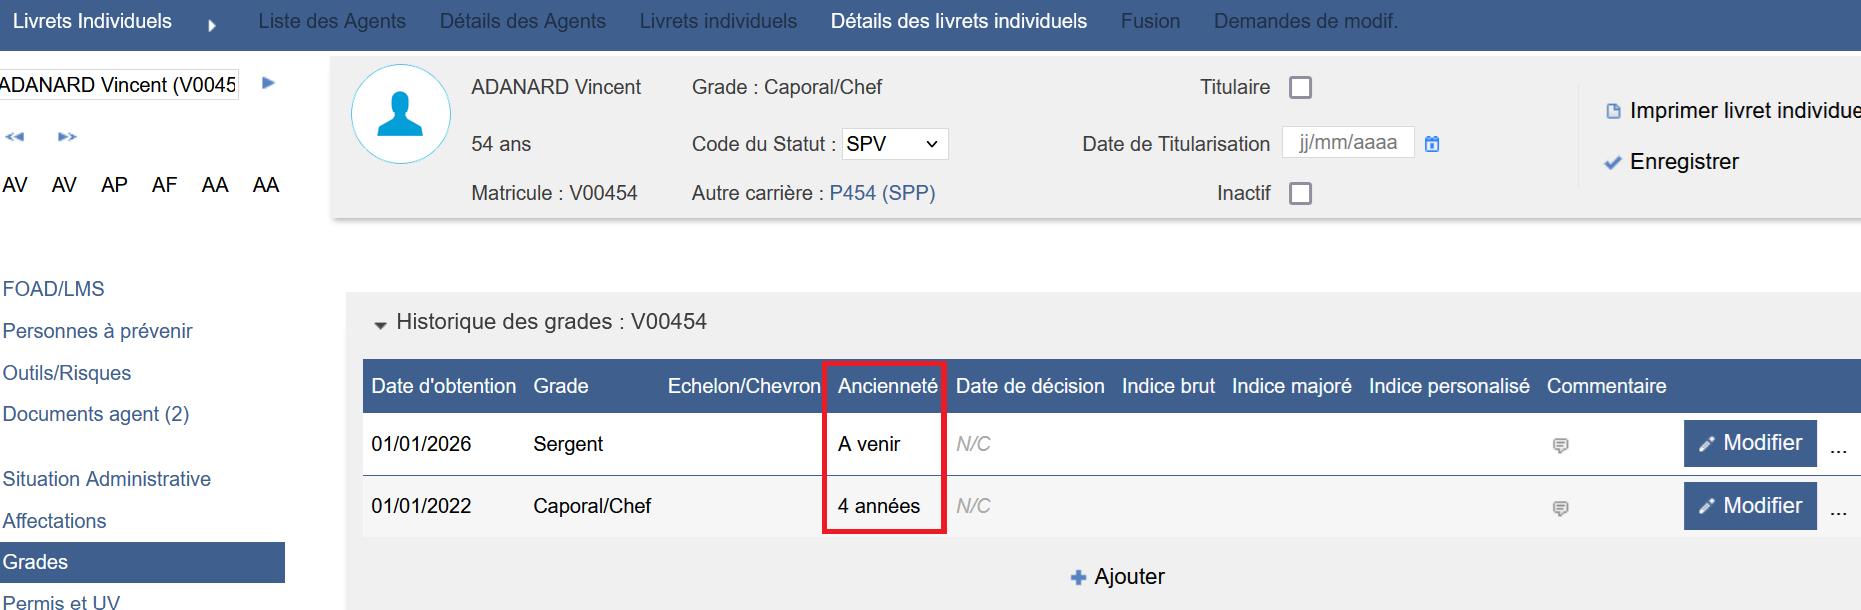 Livrets Individuels Liste des Agents Détails des Agents Livrets individuels Détails des livrets individuels Fusion Demandes de modif.
ADANARD Vincent (V0045
AV AV AP AF AA AA
ADANARD Vincent Grade : Caporal/Chef Titulaire
54 ans Code du Statut : SPV Date de Titularisation jj/mm/aaaa
Matricule : V00454 Autre carrière : P454 (SPP) Inactif
Imprimer livret individue
Enregistrer
FOAD/LMS
Personnes à prévenir
Outils/Risques
Documents agent (2)
Situation Administrative
Affectations
Grades
Permis et UV
Historique des grades : V00454
Date d'obtention Grade Echelon/Chevron Ancienneté Date de décision Indice brut Indice majoré Indice personalisé Commentaire
01/01/2026 Sergent A venir N/C Modifier ...
01/01/2022 Caporal/Chef 4 années N/C Modifier ...
Ajouter